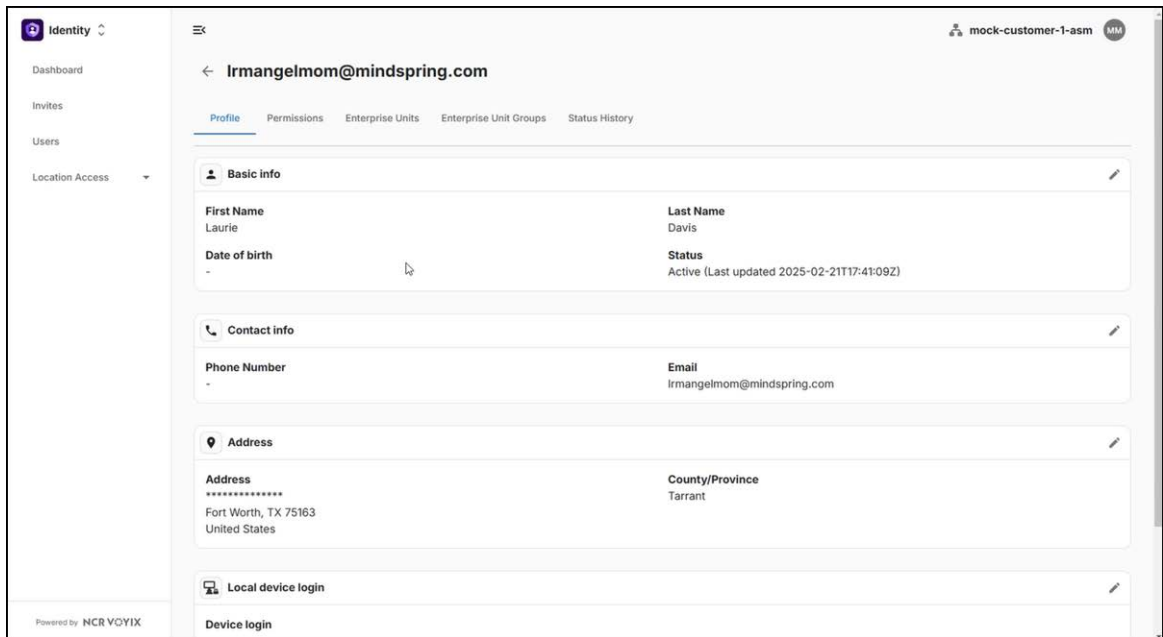 Identity
mock-customer-1-asm MM
Dashboard
Invites
Users
Location Access
lrmangelmom@mindspring.com
Profile Permissions Enterprise Units Enterprise Unit Groups Status History
Basic info
First Name
Laurie
Last Name
Davis
Date of birth
-
Status
Active (Last updated 2025-02-21T17:41:09Z)
Contact info
Phone Number
-
Email
lrmangelmom@mindspring.com
Address
Address
**************
Fort Worth, TX 75163
United States
County/Province
Tarrant
Local device login
Device login
Powered by NCR VOYIX